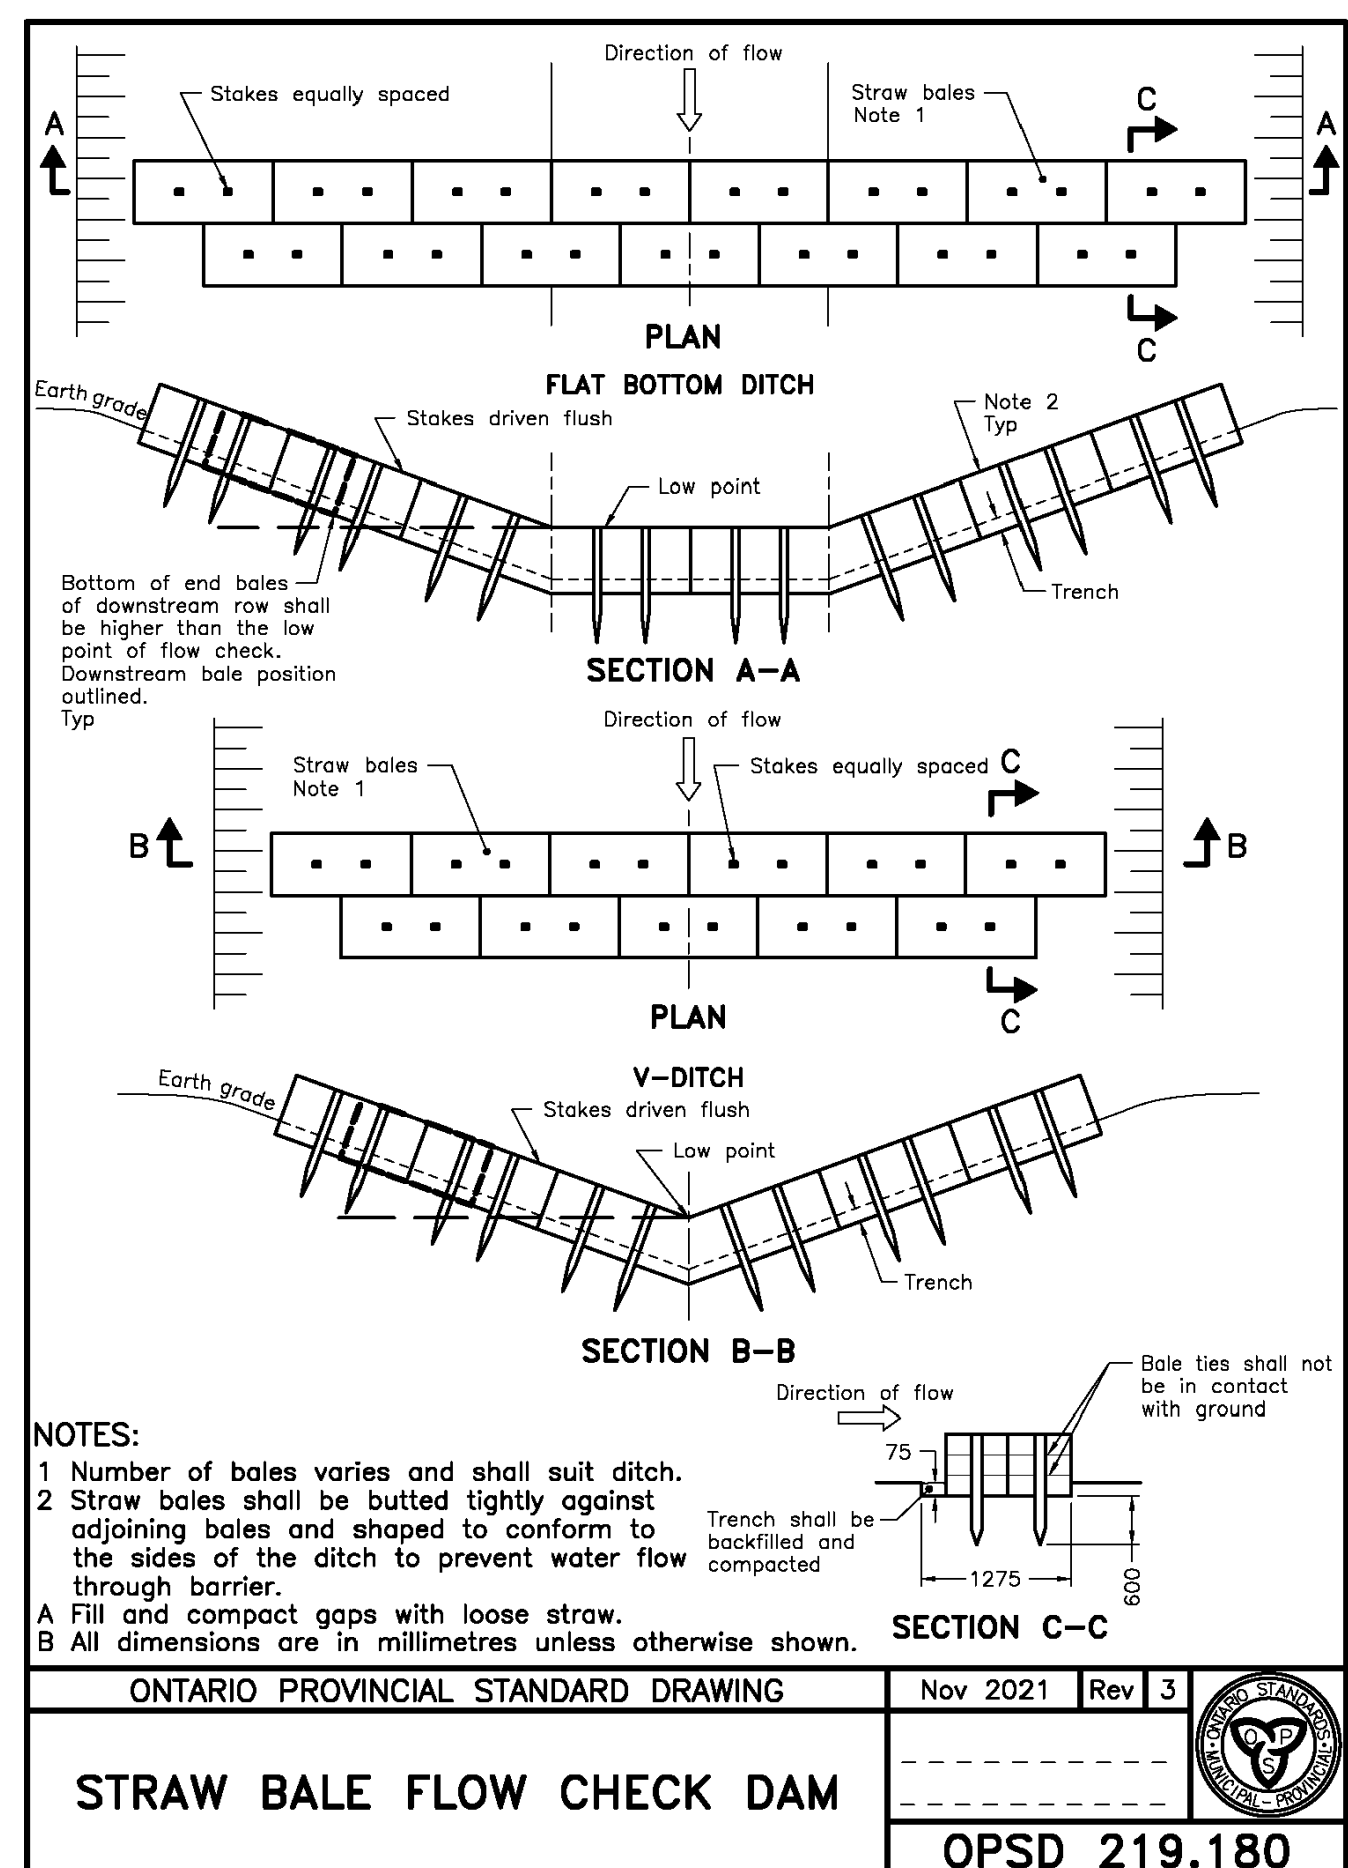 Direction of flow
Stakes equally spaced
Straw bales
Note 1
C
A
A
PLAN
C
FLAT BOTTOM DITCH
Earth grade
Stakes driven flush
Note 2
Typ
Low point
Bottom of end bales
of downstream row shall
be higher than the low
point of flow check.
Downstream bale position
outlined.
Typ
Trench
SECTION A-A
Direction of flow
Straw bales
Note 1
Stakes equally spaced
C
B
B
PLAN
C
V-DITCH
Earth grade
Stakes driven flush
Low point
Trench
SECTION B-B
Direction of flow
Bale ties shall not
be in contact
with ground
75
Trench shall be
backfilled and
compacted
1275
600
SECTION C-C
NOTES:
1 Number of bales varies and shall suit ditch.
2 Straw bales shall be butted tightly against
adjoining bales and shaped to conform to
the sides of the ditch to prevent water flow
through barrier.
A Fill and compact gaps with loose straw.
B All dimensions are in millimetres unless otherwise shown.
ONTARIO PROVINCIAL STANDARD DRAWING
Nov 2021
Rev
3
ONTARIO STANDARDS
MUNICIPAL - PROVINCIAL
O P
S
STRAW BALE FLOW CHECK DAM
OPSD 219.180